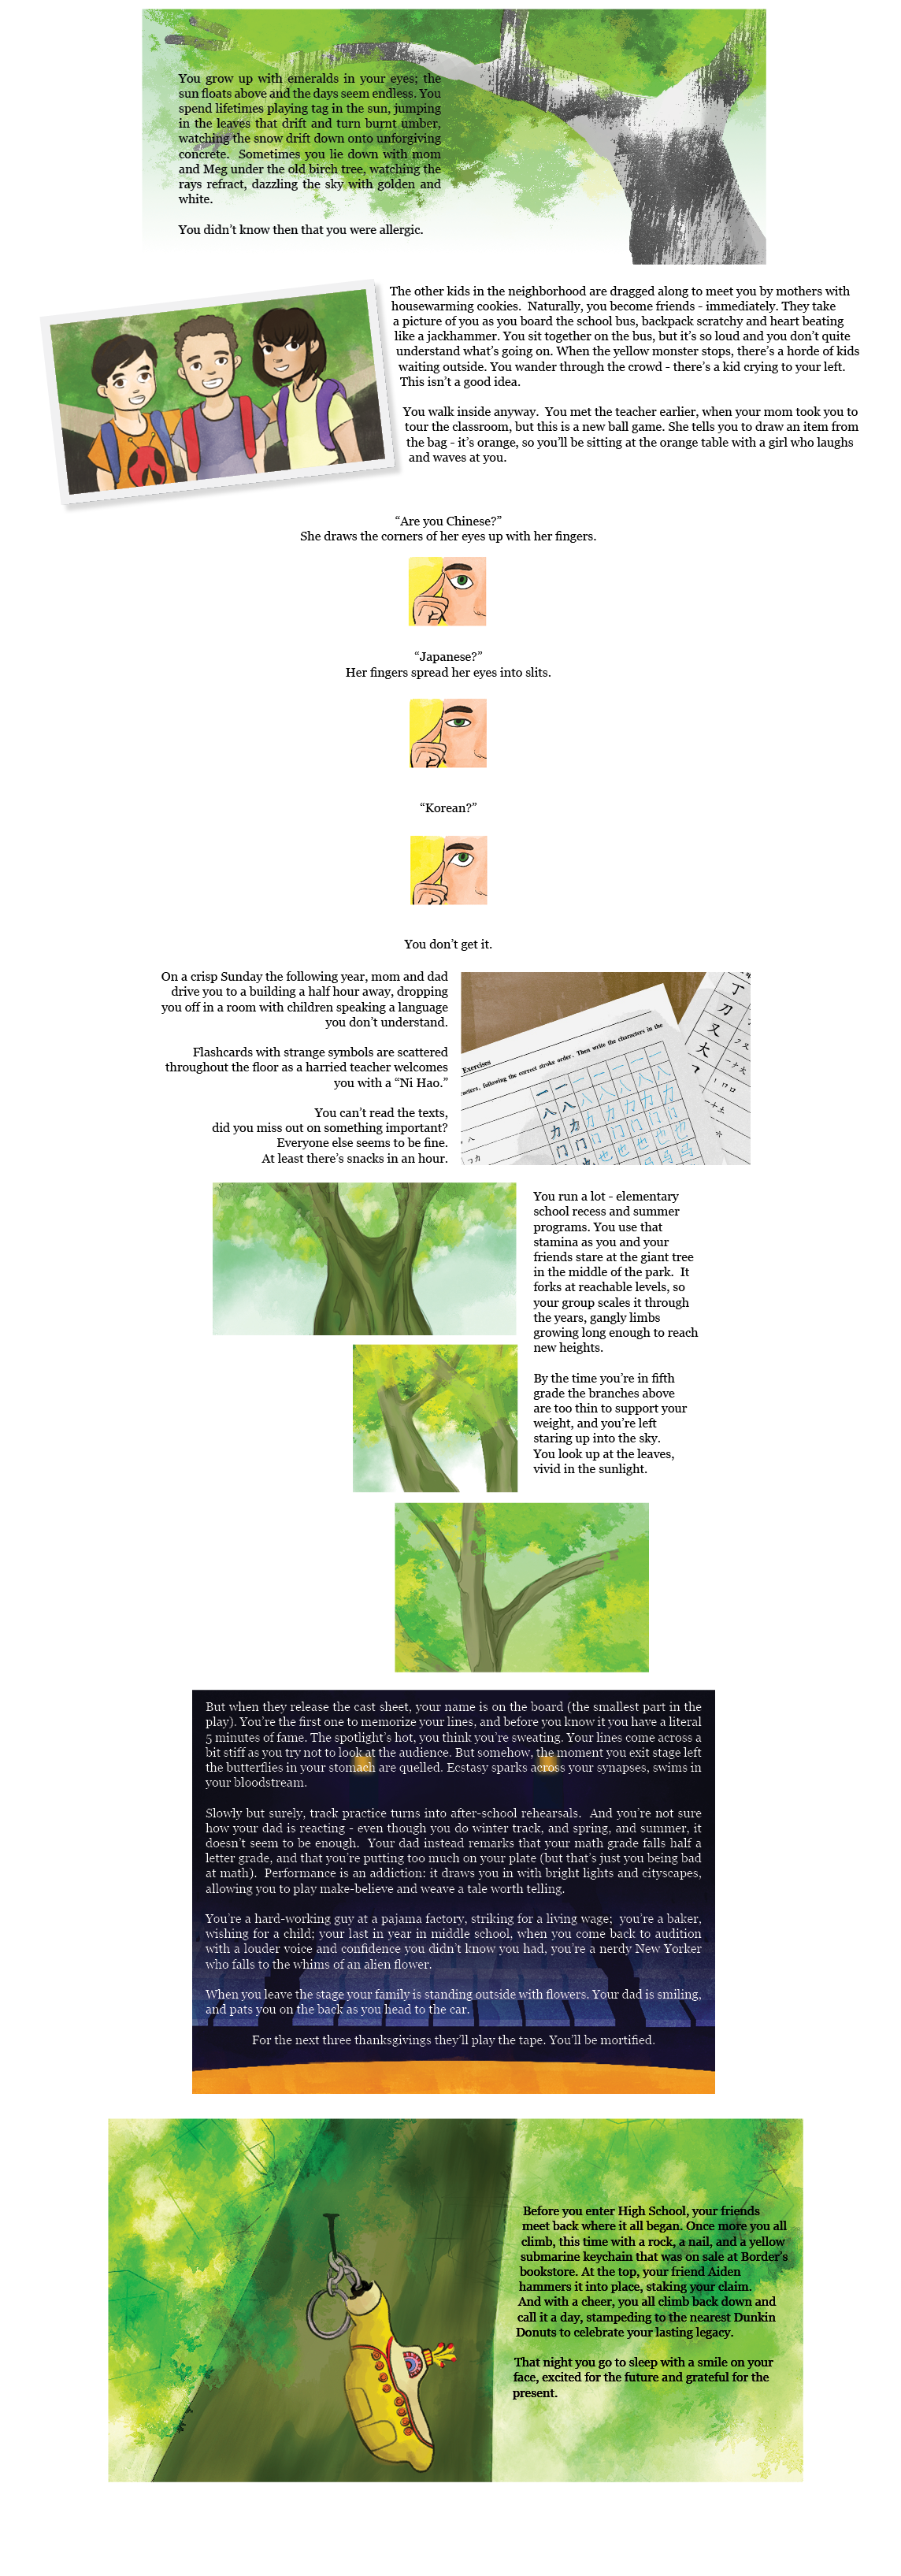 You grow up with emeralds in your eyes; the
sun floats above and the days seem endless. You
spend lifetimes playing tag in the sun, jumping
in the leaves that drift and turn burnt umber,
watching the snow drift down onto unforgiving
concrete.  Sometimes you lie down with mom
and Meg under the old birch tree, watching the
rays refract, dazzling the sky with golden and
white.
You didn't know then that you were allergic.
The other kids in the neighborhood are dragged along to meet you by mothers with
housewarming cookies.  Naturally, you become friends - immediately. They take
a picture of you as you board the school bus, backpack scratchy and heart beating
like a jackhammer. You sit together on the bus, but it's so loud and you don't quite
understand what's going on. When the yellow monster stops, there's a horde of kids
waiting outside. You wander through the crowd - there's a kid crying to your left.
This isn't a good idea.
You walk inside anyway.  You met the teacher earlier, when your mom took you to
tour the classroom, but this is a new ball game. She tells you to draw an item from
the bag - it's orange, so you'll be sitting at the orange table with a girl who laughs
and waves at you.
"Are you Chinese?"
She draws the corners of her eyes up with her fingers.
"Japanese?"
Her fingers spread her eyes into slits.
"Korean?"
You don't get it.
On a crisp Sunday the following year, mom and dad
drive you to a building a half hour away, dropping
you off in a room with children speaking a language
you don't understand.
Flashcards with strange symbols are scattered
throughout the floor as a harried teacher welcomes
you with a "Ni Hao."
You can't read the texts,
did you miss out on something important?
Everyone else seems to be fine.
At least there's snacks in an hour.
Exercises
following the correct stroke order. Then write the characters in the
一 一 一 一 一 一 一
八 八 八 八 八 八 八
力 力 力 力 力 力 力
门 门 门 门 门 门 门
也 也 也 也 也 也
马 马 马
丁
刀
又
大
You run a lot - elementary
school recess and summer
programs. You use that
stamina as you and your
friends stare at the giant tree
in the middle of the park.  It
forks at reachable levels, so
your group scales it through
the years, gangly limbs
growing long enough to reach
new heights.
By the time you're in fifth
grade the branches above
are too thin to support your
weight, and you're left
staring up into the sky.
You look up at the leaves,
vivid in the sunlight.
But when they release the cast sheet, your name is on the board (the smallest part in the
play). You're the first one to memorize your lines, and before you know it you have a literal
5 minutes of fame. The spotlight's hot, you think you're sweating. Your lines come across a
bit stiff as you try not to look at the audience. But somehow, the moment you exit stage left
the butterflies in your stomach are quelled. Ecstasy sparks across your synapses, swims in
your bloodstream.
Slowly but surely, track practice turns into after-school rehearsals.  And you're not sure
how your dad is reacting - even though you do winter track, and spring, and summer, it
doesn't seem to be enough.  Your dad instead remarks that your math grade falls half a
letter grade, and that you're putting too much on your plate (but that's just you being bad
at math).  Performance is an addiction: it draws you in with bright lights and cityscapes,
allowing you to play make-believe and weave a tale worth telling.
You're a hard-working guy at a pajama factory, striking for a living wage;  you're a baker,
wishing for a child; your last in year in middle school, when you come back to audition
with a louder voice and confidence you didn't know you had, you're a nerdy New Yorker
who falls to the whims of an alien flower.
When you leave the stage your family is standing outside with flowers. Your dad is smiling,
and pats you on the back as you head to the car.
For the next three thanksgivings they'll play the tape. You'll be mortified.
Before you enter High School, your friends
meet back where it all began. Once more you all
climb, this time with a rock, a nail, and a yellow
submarine keychain that was on sale at Border's
bookstore. At the top, your friend Aiden
hammers it into place, staking your claim.
And with a cheer, you all climb back down and
call it a day, stampeding to the nearest Dunkin
Donuts to celebrate your lasting legacy.
That night you go to sleep with a smile on your
face, excited for the future and grateful for the
present.